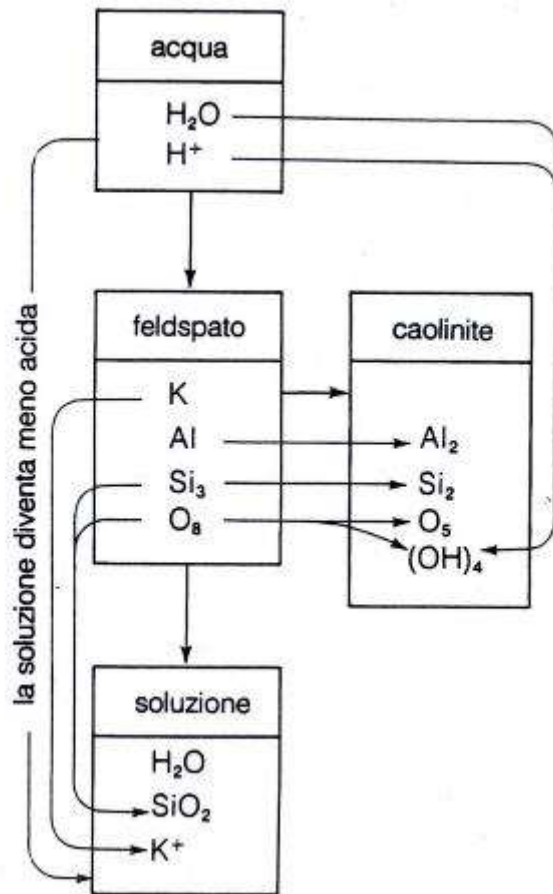 acqua
H₂O
H⁺
la soluzione diventa meno acida
feldspato
K
Al
Si₃
O₈
caolinite
Al₂
Si₂
O₅
(OH)₄
soluzione
H₂O
SiO₂
K⁺